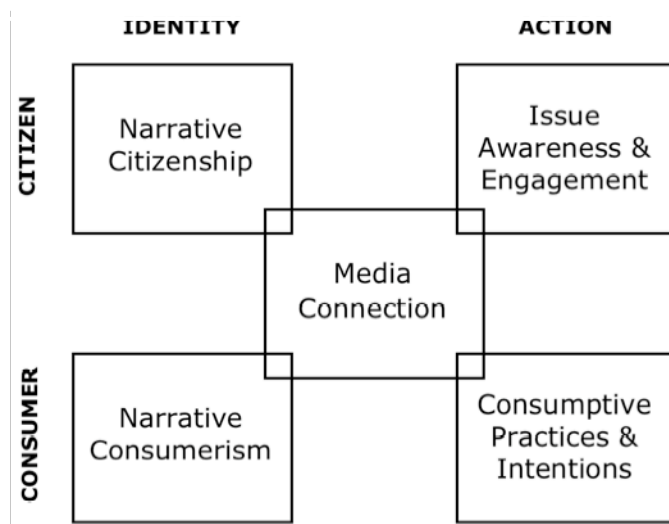 IDENTITY
ACTION
CITIZEN
Narrative
Citizenship
Issue
Awareness &
Engagement
Media
Connection
CONSUMER
Narrative
Consumerism
Consumptive
Practices &
Intentions